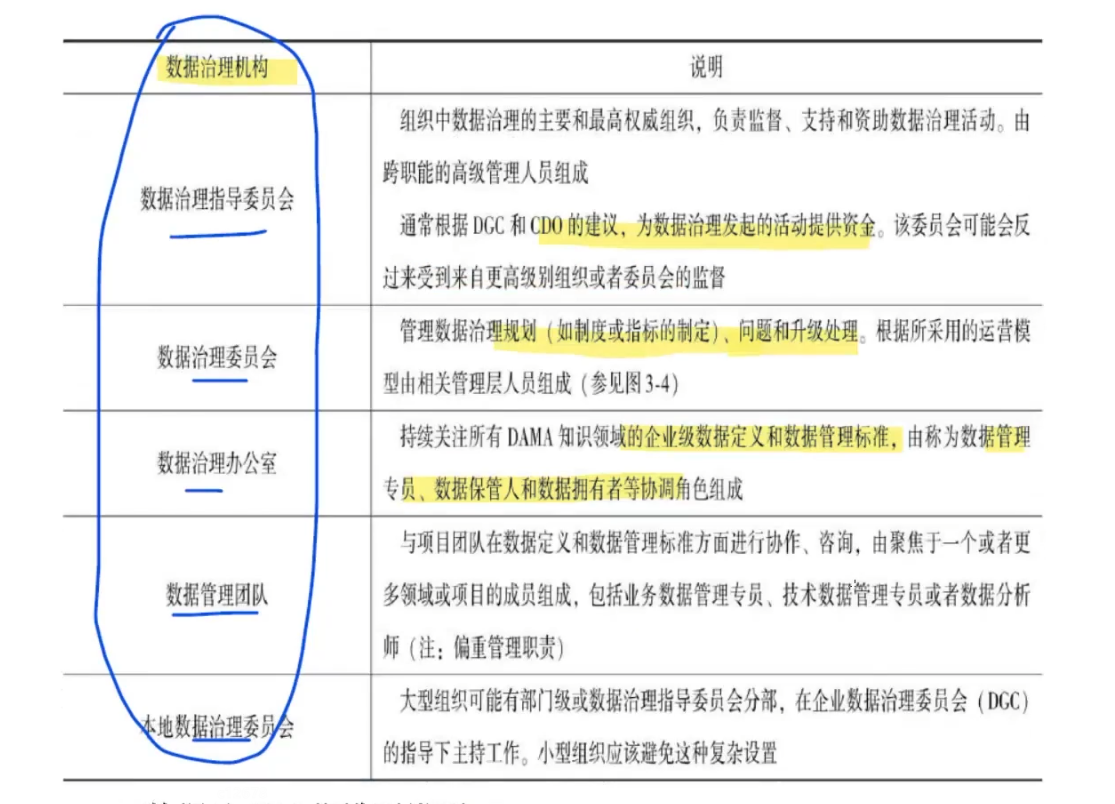 数据治理机构
说明
数据治理指导委员会
组织中数据治理的主要和最高权威组织，负责监督、支持和资助数据治理活动。由
跨职能的高级管理人员组成
通常根据 DGC 和 CDO 的建议，为数据治理发起的活动提供资金。该委员会可能会反
过来受到来自更高级别组织或者委员会的监督
数据治理委员会
管理数据治理规划（如制度或指标的制定）、问题和升级处理。根据所采用的运营模
型由相关管理层人员组成（参见图 3-4）
数据治理办公室
持续关注所有 DAMA 知识领域的企业级数据定义和数据管理标准，由称为数据管理
专员、数据保管人和数据拥有者等协调角色组成
数据管理团队
与项目团队在数据定义和数据管理标准方面进行协作、咨询，由聚焦于一个或者更
多领域或项目的成员组成，包括业务数据管理专员、技术数据管理专员或者数据分析
师（注：偏重管理职责）
本地数据治理委员会
大型组织可能有部门级或数据治理指导委员会分部，在企业数据治理委员会（DGC）
的指导下主持工作。小型组织应该避免这种复杂设置